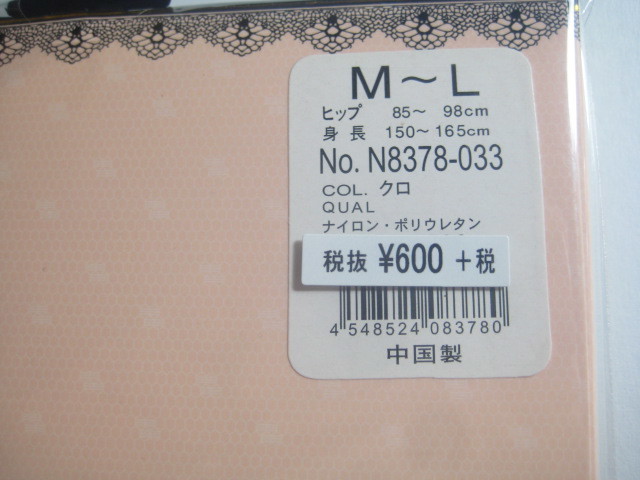 M～L
ヒップ 85～ 98cm
身長 150～165cm
No. N8378-033
COL. クロ
QUAL
ナイロン・ポリウレタン
税抜 ¥600 +税
4 548524 083780
中国製